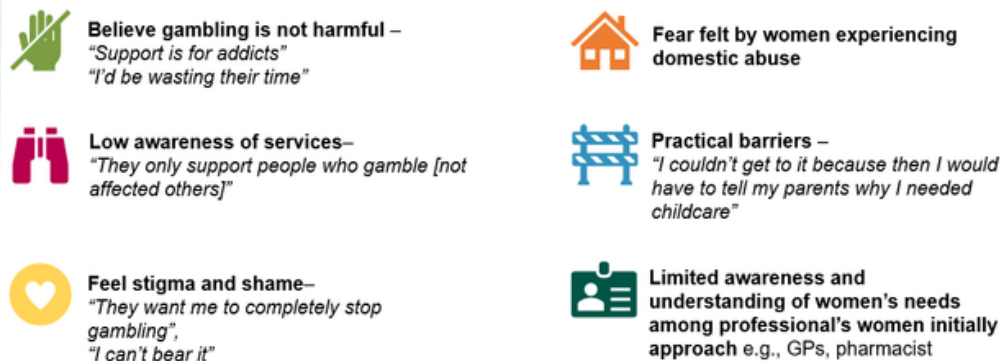 Believe gambling is not harmful –
“Support is for addicts”
“I’d be wasting their time”
Low awareness of services–
“They only support people who gamble [not
affected others]”
Feel stigma and shame–
“They want me to completely stop
gambling”,
“I can’t bear it”
Fear felt by women experiencing
domestic abuse
Practical barriers –
“I couldn’t get to it because then I would
have to tell my parents why I needed
childcare”
Limited awareness and
understanding of women’s needs
among professional’s women initially
approach e.g., GPs, pharmacist